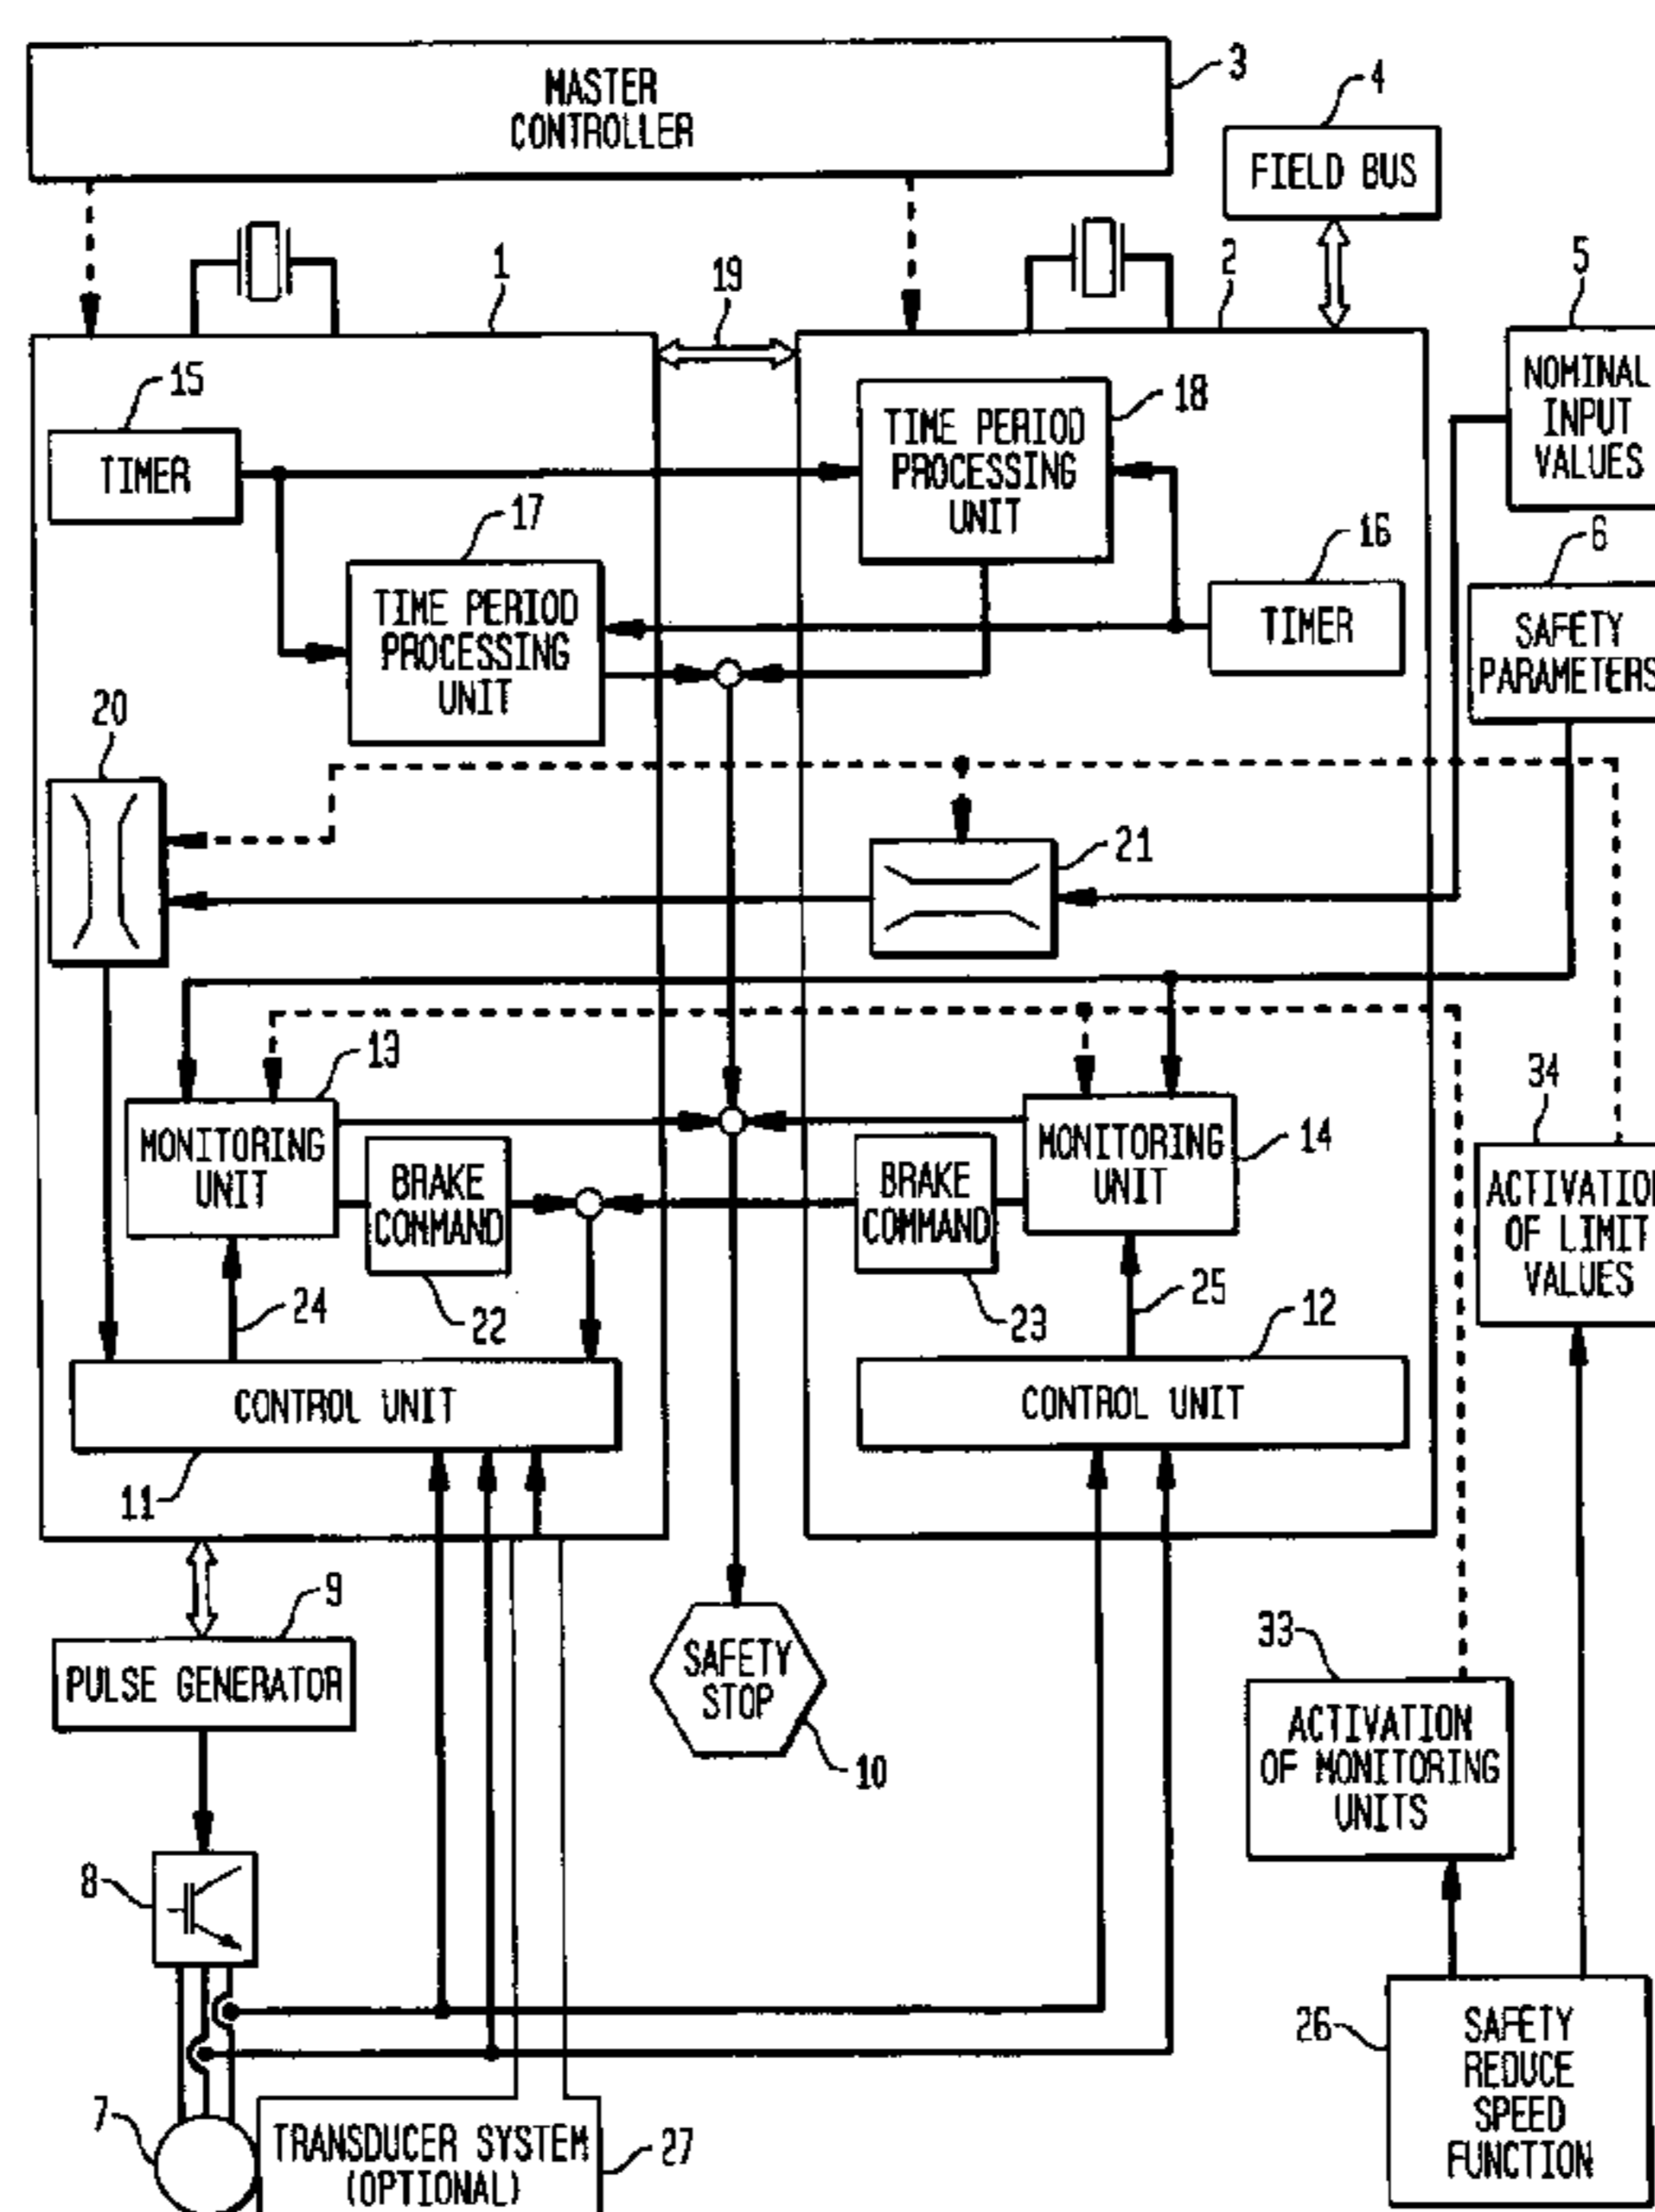 MASTER
CONTROLLER
3
4
FIELD BUS
1
19
2
5
NOMINAL
INPUT
VALUES
15
TIMER
18
TIME PERIOD
PROCESSING
UNIT
17
TIME PERIOD
PROCESSING
UNIT
16
TIMER
6
SAFETY
PARAMETERS
20
21
13
MONITORING
UNIT
BRAKE
COMMAND
22
24
BRAKE
COMMAND
23
MONITORING
UNIT
14
25
12
34
ACTIVATIO
OF LIMIT
VALUES
CONTROL UNIT
11
CONTROL UNIT
9
PULSE GENERATOR
SAFETY
STOP
10
33
ACTIVATION
OF MONITORING
UNITS
8
26
SAFETY
REDUCE
SPEED
FUNCTION
7
TRANSDUCER SYSTEM
(OPTIONAL)
27